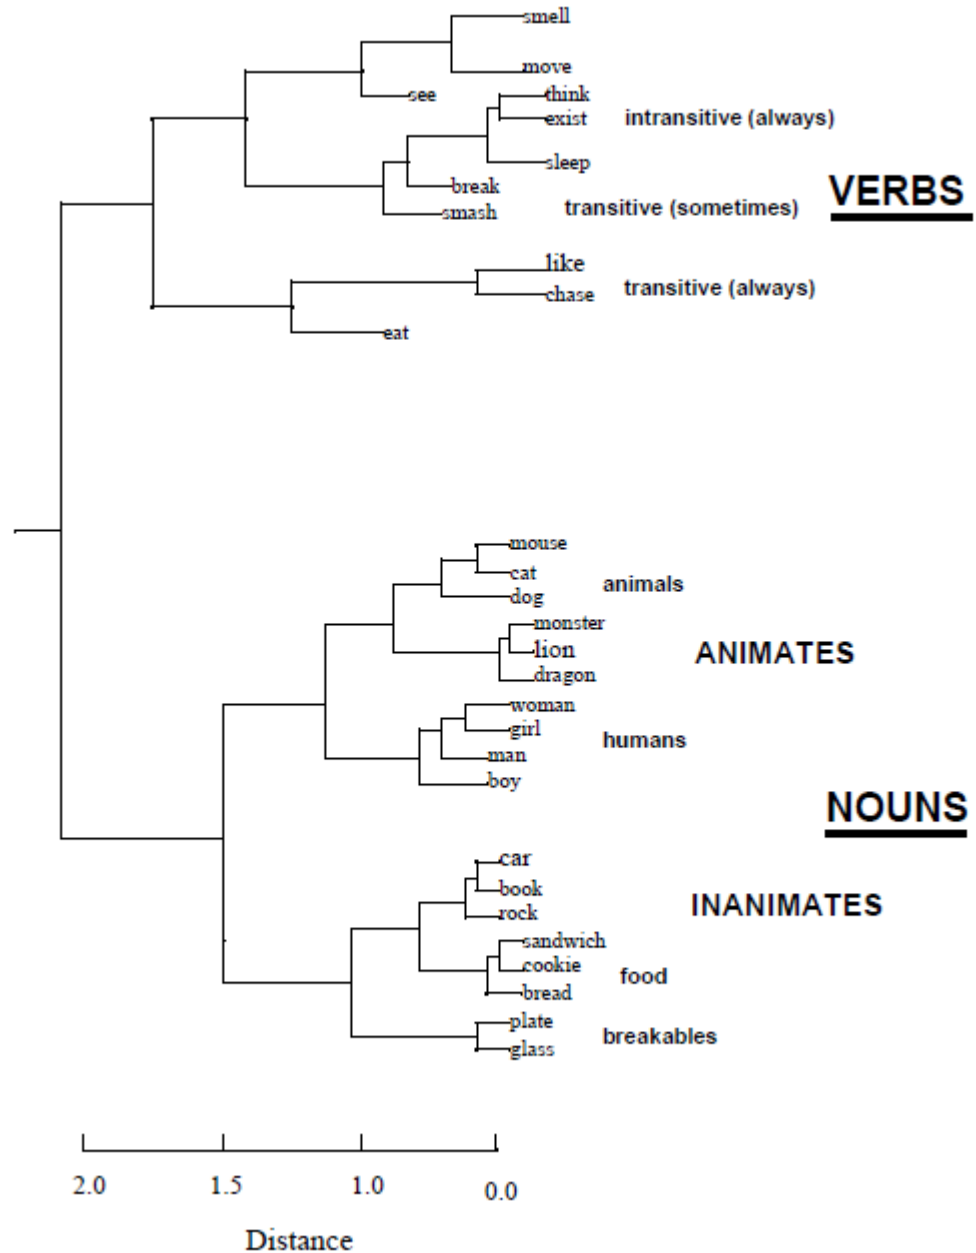 smell
move
see
think
exist
intransitive (always)
sleep
break
VERBS
smash
transitive (sometimes)
like
chase
transitive (always)
eat
mouse
cat
animals
dog
monster
lion
ANIMATES
dragon
woman
girl
humans
man
boy
NOUNS
car
book
INANIMATES
rock
sandwich
cookie
food
bread
plate
breakables
glass
2.0 1.5 1.0 0.0
Distance